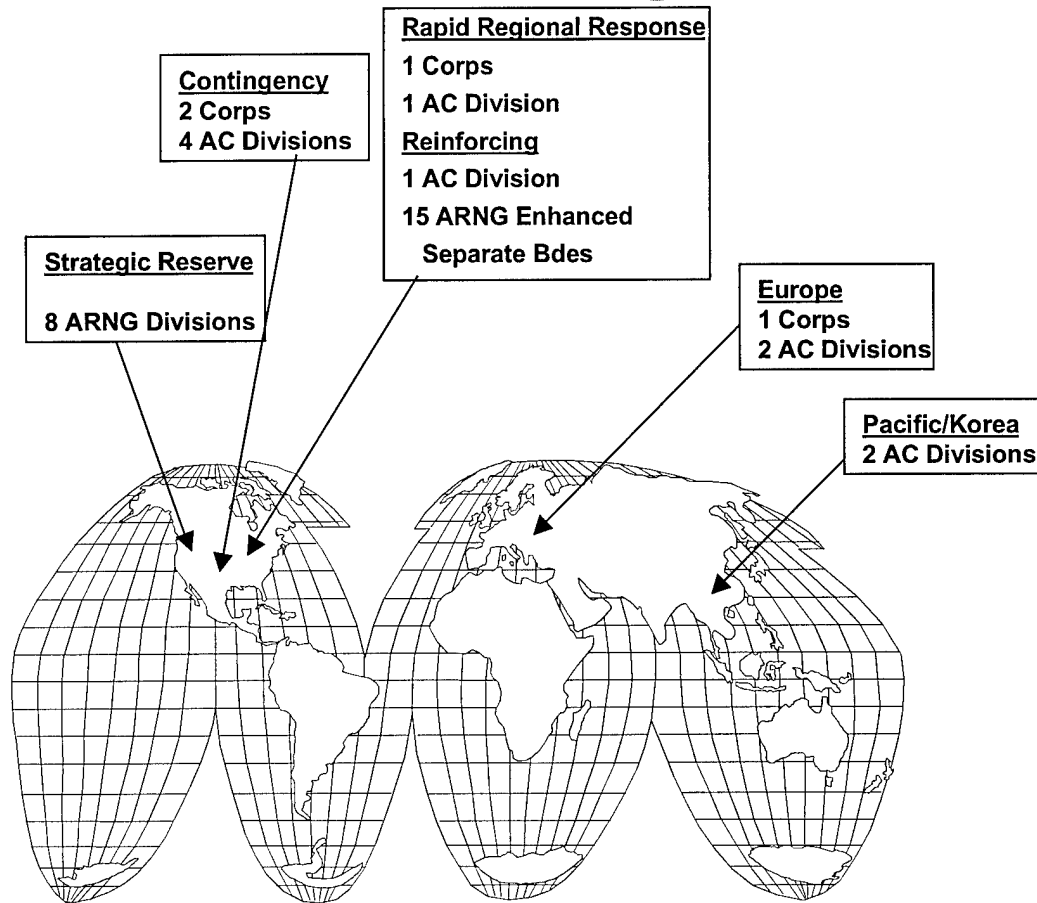 Rapid Regional Response
1 Corps
1 AC Division
Reinforcing
1 AC Division
15 ARNG Enhanced
Separate Bdes
Contingency
2 Corps
4 AC Divisions
Strategic Reserve
8 ARNG Divisions
Europe
1 Corps
2 AC Divisions
Pacific/Korea
2 AC Divisions